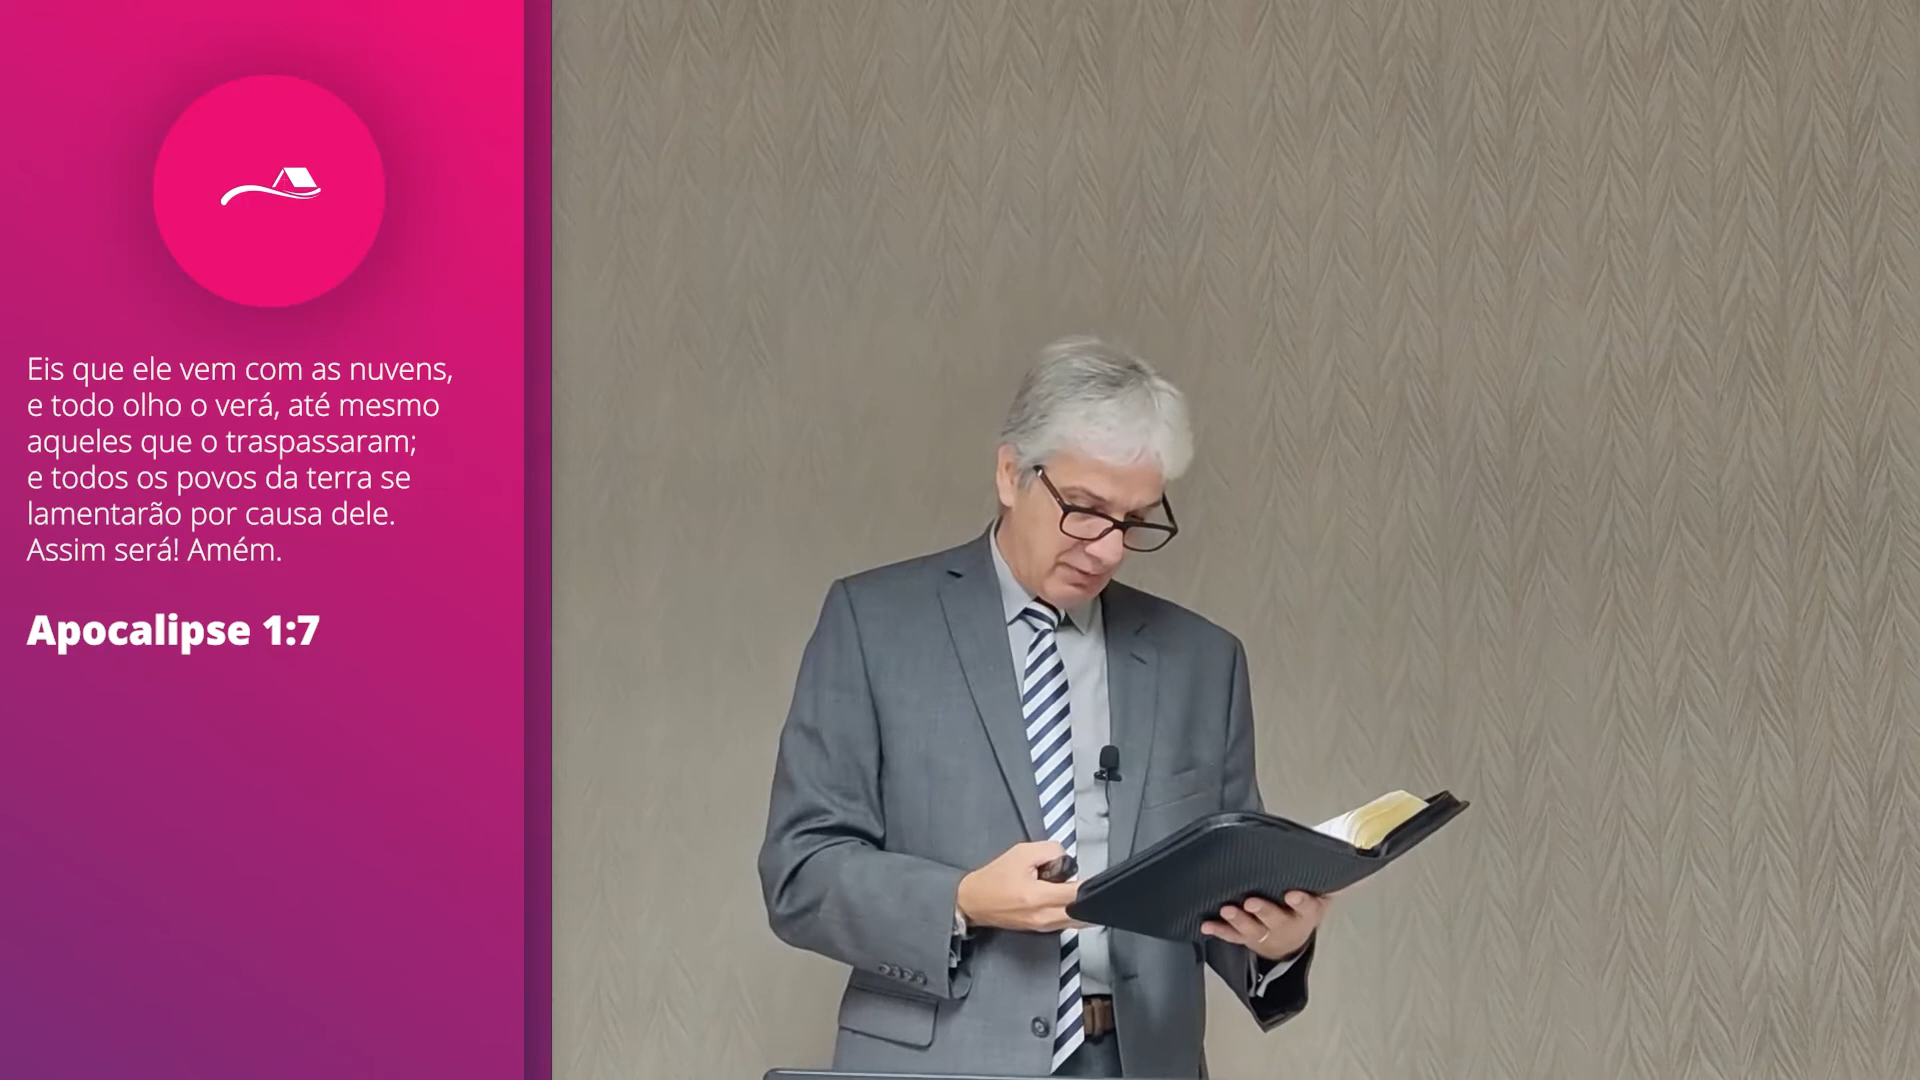 Eis que ele vem com as nuvens,
e todo olho o verá, até mesmo
aqueles que o traspassaram;
e todos os povos da terra se
lamentarão por causa dele.
Assim será! Amém.
Apocalipse 1:7